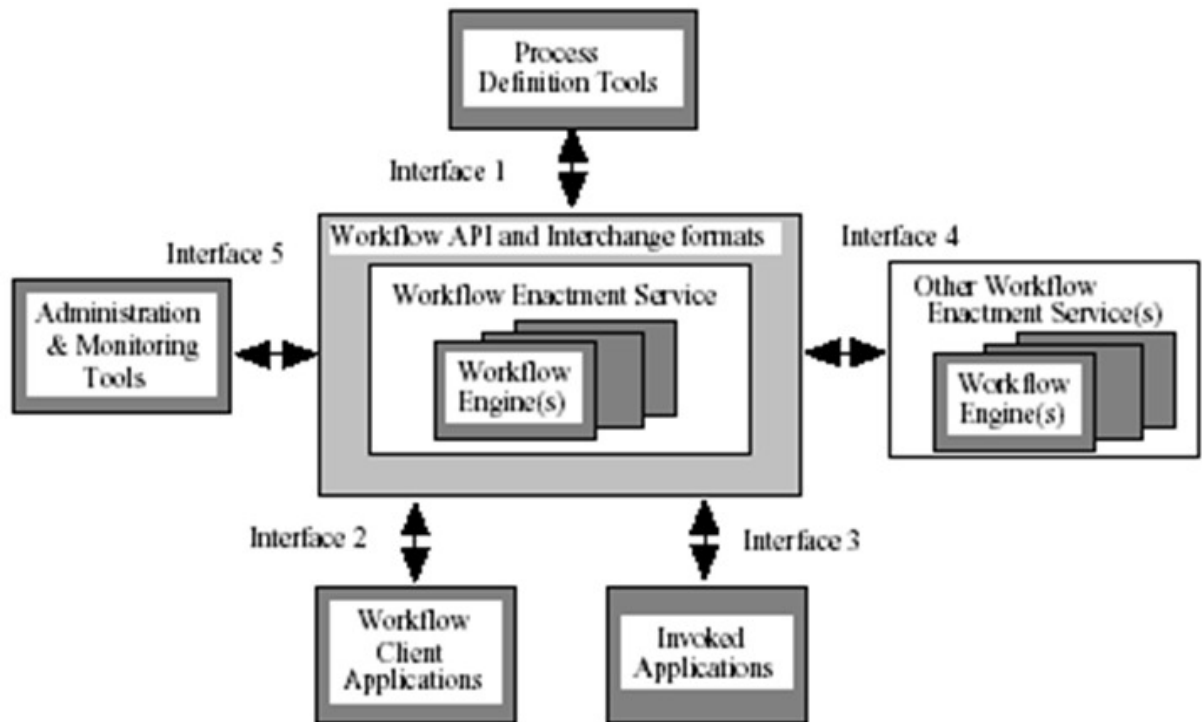 Process
Definition Tools
Interface 1
Workflow API and Interchange formats
Interface 5
Interface 4
Administration
& Monitoring
Tools
Workflow Enactment Service
Workflow
Engine(s)
Other Workflow
Enactment Service(s)
Workflow
Engine(s)
Interface 2
Interface 3
Workflow
Client
Applications
Invoked
Applications